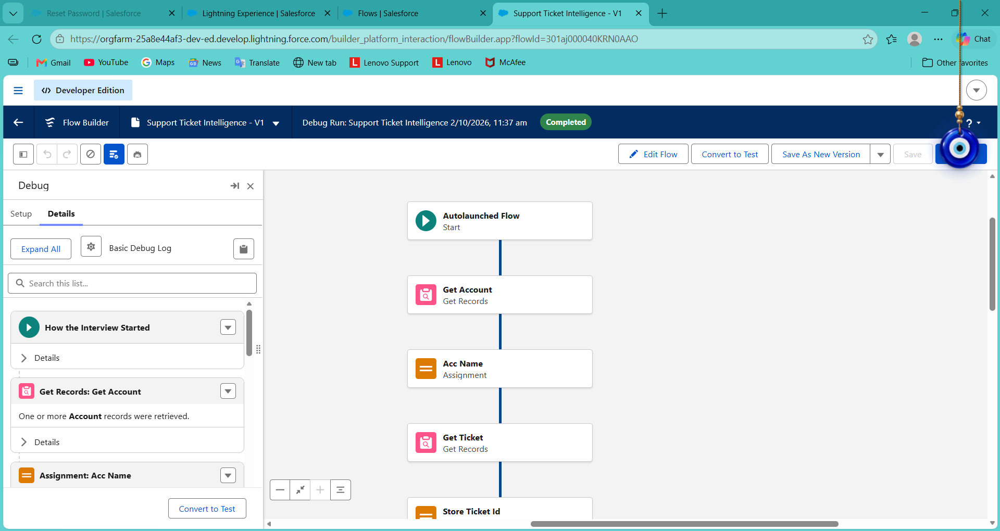 Reset Password | Salesforce
Lightning Experience | Salesforce
Flows | Salesforce
Support Ticket Intelligence - V1
https://orgfarm-25a8e44af3-dev-ed.develop.lightning.force.com/builder_platform_interaction/flowBuilder.app?flowId=301aj000040KRN0AAO
Chat
Gmail
YouTube
Maps
News
Translate
New tab
Lenovo Support
Lenovo
McAfee
Other favorites
Developer Edition
Flow Builder
Support Ticket Intelligence - V1
Debug Run: Support Ticket Intelligence 2/10/2026, 11:37 am
Completed
?
Edit Flow
Convert to Test
Save As New Version
Save
Debug
Setup
Details
Expand All
Basic Debug Log
Search this list...
How the Interview Started
Details
Get Records: Get Account
One or more Account records were retrieved.
Details
Assignment: Acc Name
Convert to Test
Autolaunched Flow
Start
Get Account
Get Records
Acc Name
Assignment
Get Ticket
Get Records
Store Ticket Id